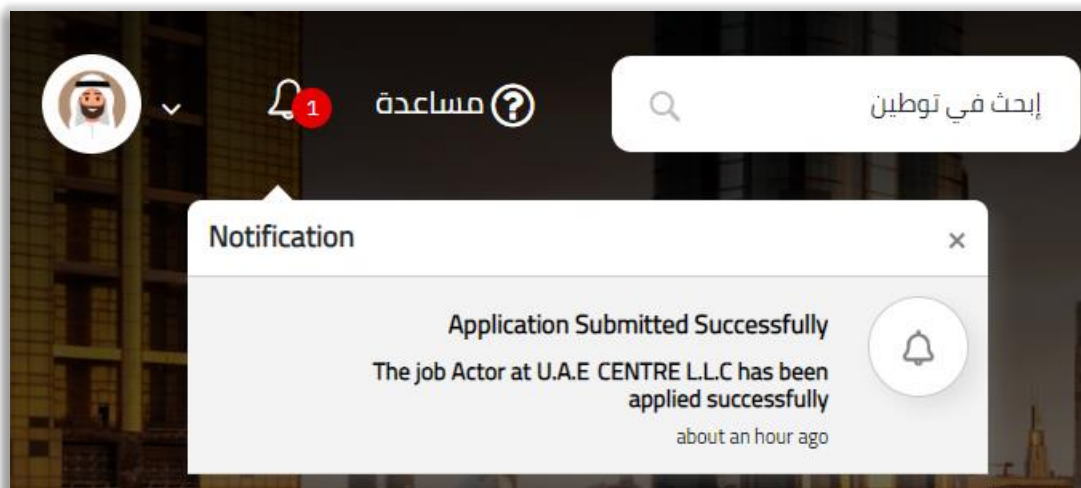 إبحث في توطين
مساعدة ?
1
Notification ×
Application Submitted Successfully
The job Actor at U.A.E CENTRE L.L.C has been
applied successfully
about an hour ago